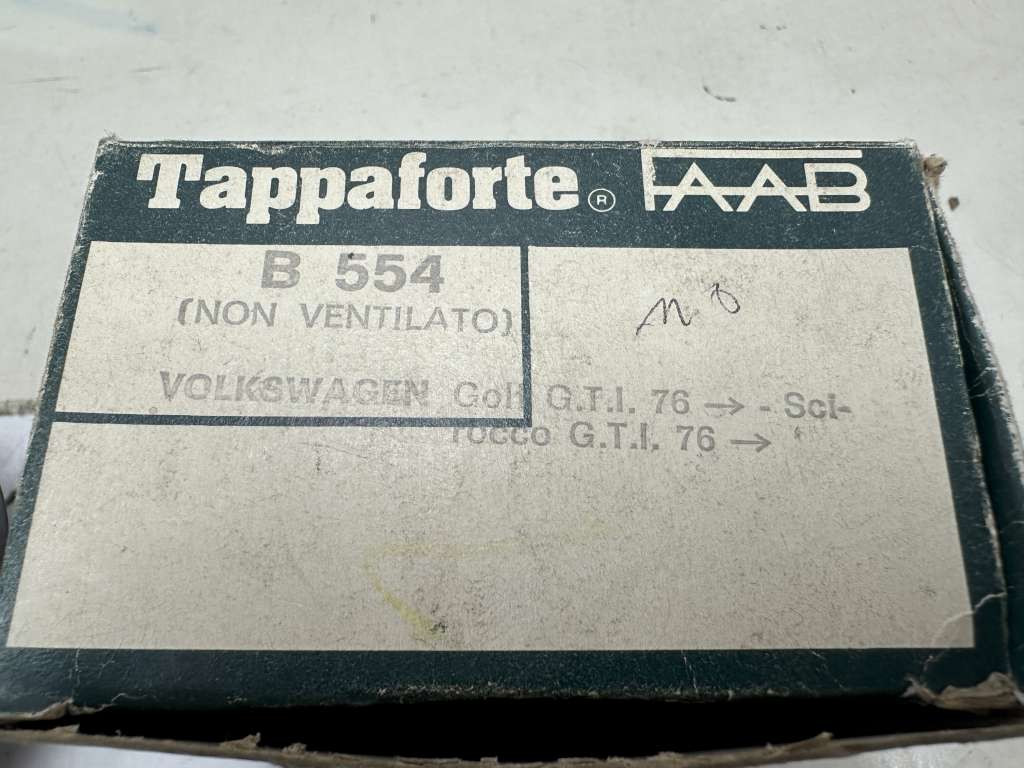 Tappaforte ® FAAB
B 554
(NON VENTILATO)
VOLKSWAGEN Golf G.T.I. 76 → - Sci-
rocco G.T.I. 76 →